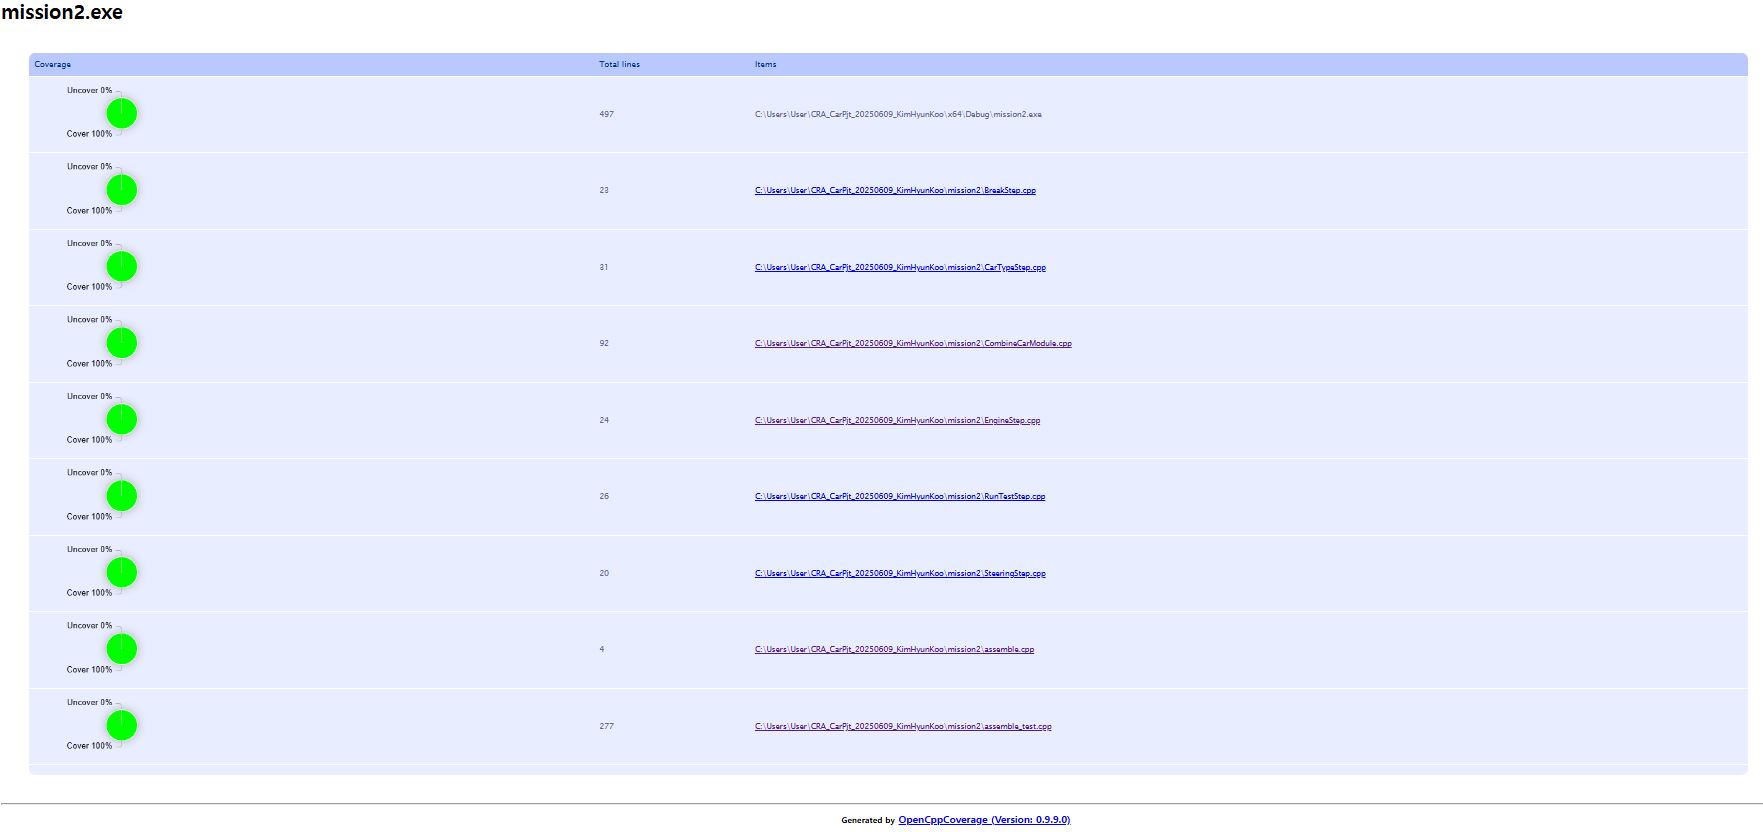 mission2.exe
Coverage Total lines Items
Uncover 0%
Cover 100%
497 C:\Users\User\CRA_CarPjt_20250609_KimHyunKoo\x64\Debug\mission2.exe
Uncover 0%
Cover 100%
23 C:\Users\User\CRA_CarPjt_20250609_KimHyunKoo\mission2\BreakStep.cpp
Uncover 0%
Cover 100%
31 C:\Users\User\CRA_CarPjt_20250609_KimHyunKoo\mission2\CarTypeStep.cpp
Uncover 0%
Cover 100%
92 C:\Users\User\CRA_CarPjt_20250609_KimHyunKoo\mission2\CombineCarModule.cpp
Uncover 0%
Cover 100%
24 C:\Users\User\CRA_CarPjt_20250609_KimHyunKoo\mission2\EngineStep.cpp
Uncover 0%
Cover 100%
26 C:\Users\User\CRA_CarPjt_20250609_KimHyunKoo\mission2\RunTestStep.cpp
Uncover 0%
Cover 100%
20 C:\Users\User\CRA_CarPjt_20250609_KimHyunKoo\mission2\SteeringStep.cpp
Uncover 0%
Cover 100%
4 C:\Users\User\CRA_CarPjt_20250609_KimHyunKoo\mission2\assemble.cpp
Uncover 0%
Cover 100%
277 C:\Users\User\CRA_CarPjt_20250609_KimHyunKoo\mission2\assemble_test.cpp
Generated by OpenCppCoverage (Version: 0.9.9.0)